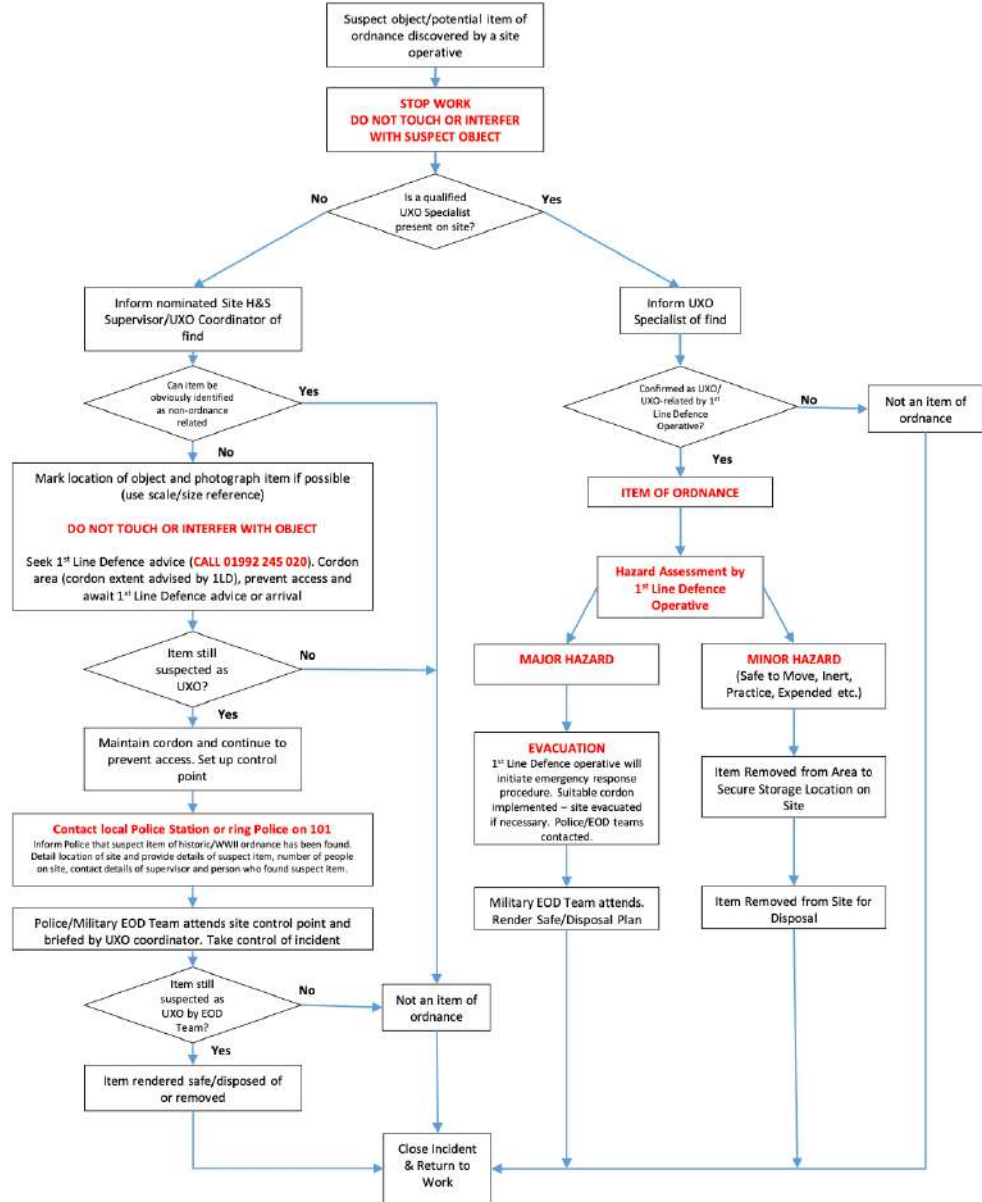 Suspect object/potential item of
ordnance discovered by a site
operative
STOP WORK
DO NOT TOUCH OR INTERFER
WITH SUSPECT OBJECT
No
Is a qualified
UXO Specialist
present on site?
Yes
Inform nominated Site H&S
Supervisor/UXO Coordinator of
find
Can item be
obviously identified
as non-ordnance
related
Yes
No
Mark location of object and photograph item if possible
(use scale/size reference)
DO NOT TOUCH OR INTERFER WITH OBJECT
Seek 1st Line Defence advice (CALL 01992 245 020). Cordon
area (cordon extent advised by 1LD), prevent access and
await 1st Line Defence advice or arrival
Item still
suspected as
UXO?
No
Yes
Maintain cordon and continue to
prevent access. Set up control
point
Contact local Police Station or ring Police on 101
Inform Police that suspect item of historic/WWII ordnance has been found.
Detail location of site and provide details of suspect item, number of people
on site, contact details of supervisor and person who found suspect item.
Police/Military EOD Team attends site control point and
briefed by UXO coordinator. Take control of incident
Item still
suspected as
UXO by EOD
Team?
No
Yes
Item rendered safe/disposed of
or removed
Not an item of
ordnance
Inform UXO
Specialist of find
Confirmed as UXO/
UXO-related by 1st
Line Defence
Operative?
No
Not an item of
ordnance
Yes
ITEM OF ORDNANCE
Hazard Assessment by
1st Line Defence
Operative
MAJOR HAZARD
EVACUATION
1st Line Defence operative will
initiate emergency response
procedure. Suitable cordon
implemented – site evacuated
if necessary. Police/EOD teams
contacted.
Military EOD Team attends.
Render Safe/Disposal Plan
MINOR HAZARD
(Safe to Move, Inert,
Practice, Expended etc.)
Item Removed from Area to
Secure Storage Location on
Site
Item Removed from Site for
Disposal
Close Incident
& Return to
Work